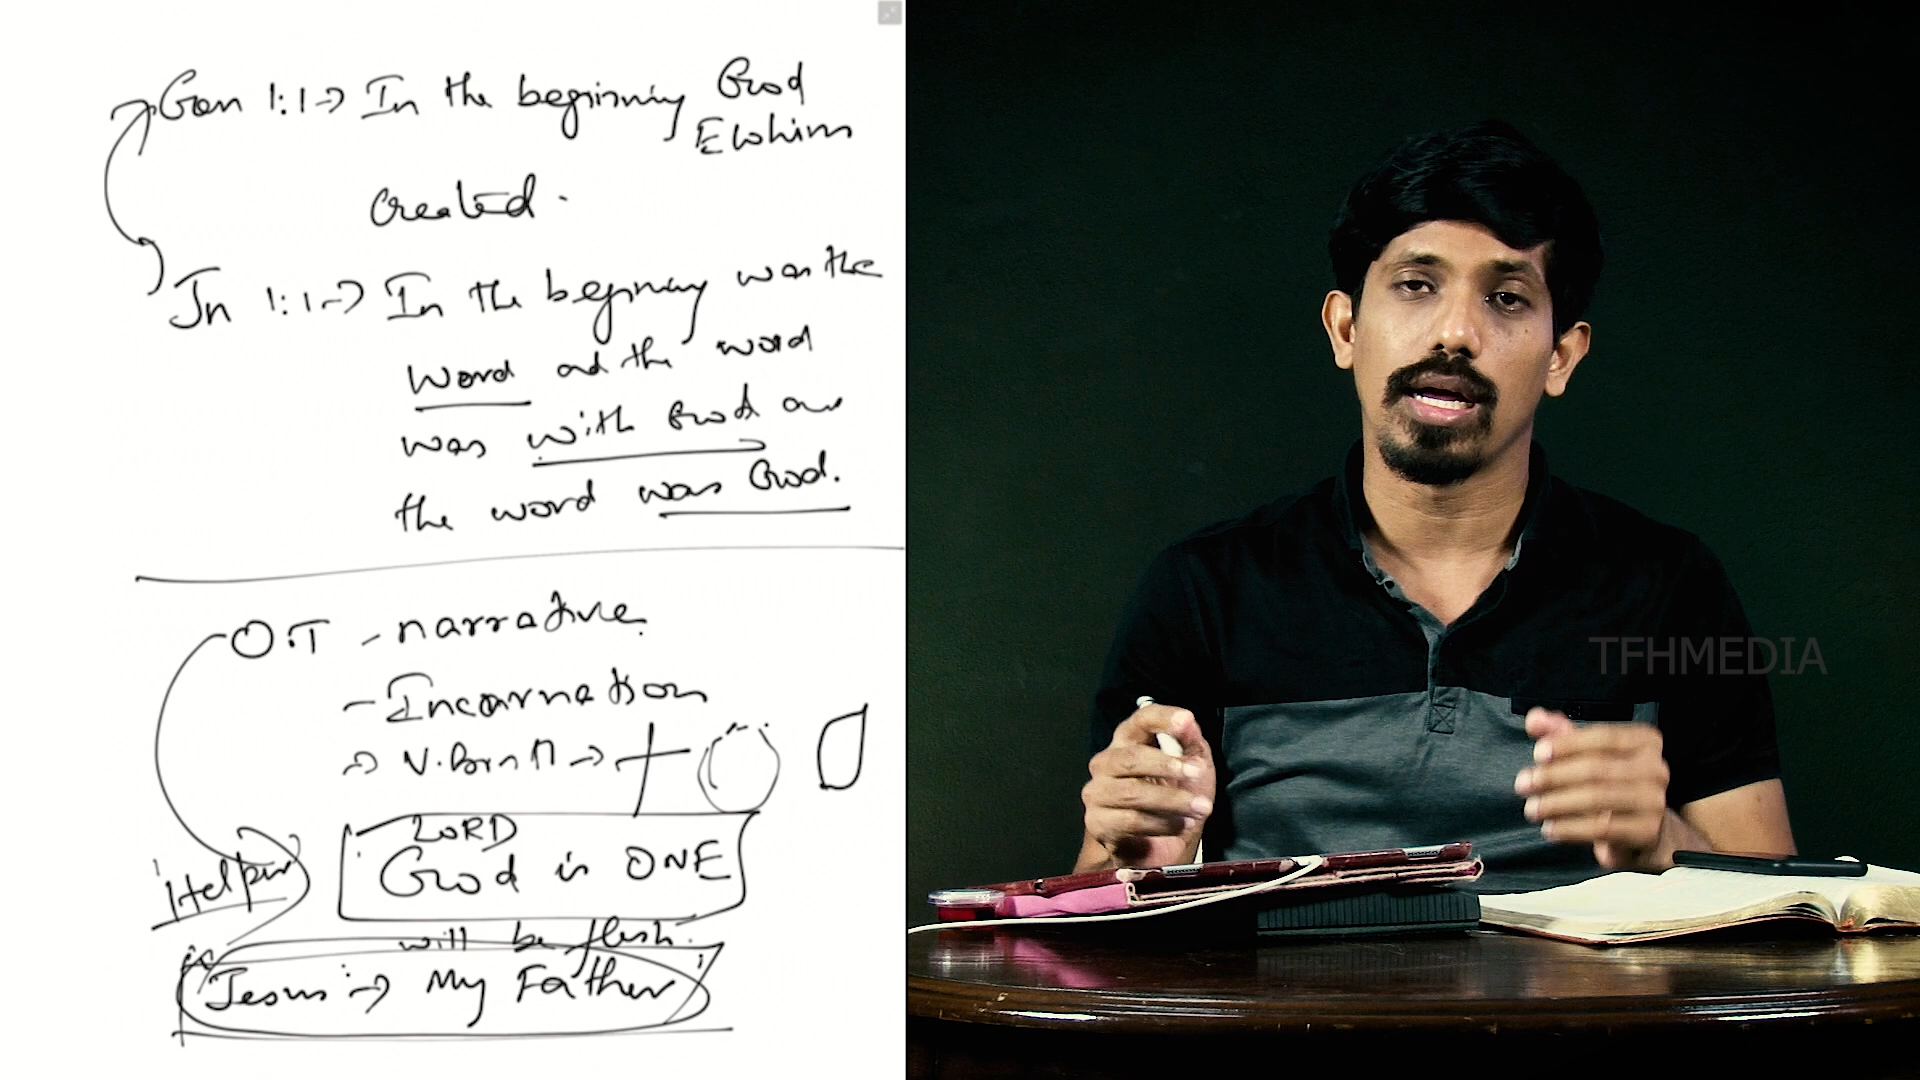 Gen 1:1 → In the beginning God
Elohim
created.
Jn 1:1 → In the beginning was the
Word and the word
was with God and
the word was God.
O.T - narrative.
- Incarnation
→ V. Birth →
LORD
God is ONE
Helper
will be flesh.
in
Jesus → My Father
TFHMEDIA